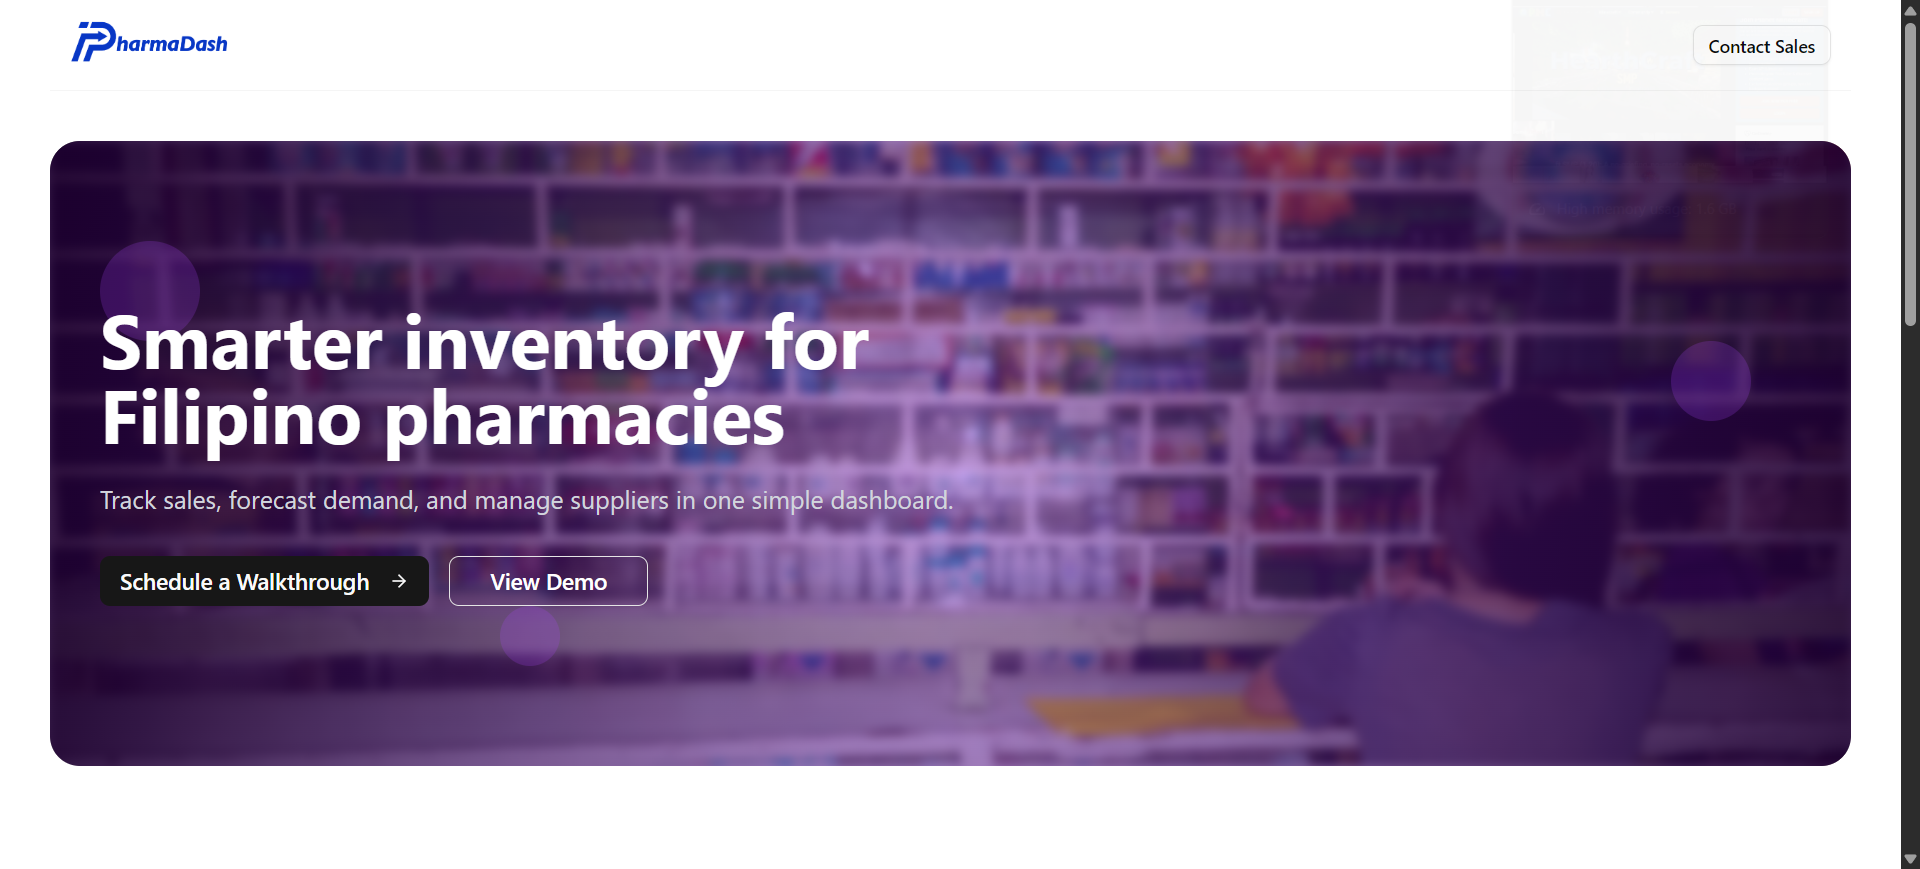 PharmaDash
Contact Sales
Smarter inventory for
Filipino pharmacies
Track sales, forecast demand, and manage suppliers in one simple dashboard.
Schedule a Walkthrough →
View Demo